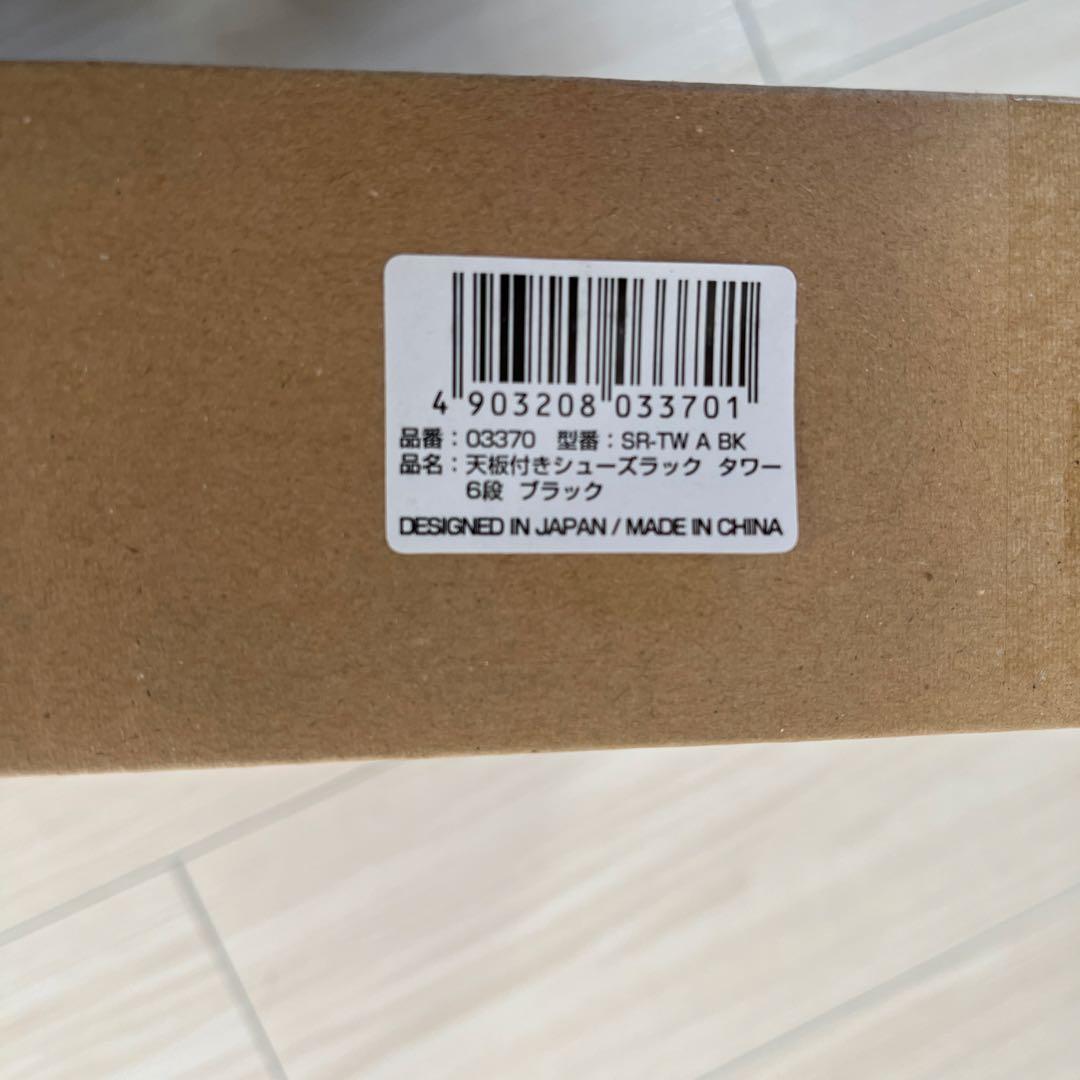 4 903208 033701
品番：03370 型番：SR-TW A BK
品名：天板付きシューズラック タワー
6段 ブラック
DESIGNED IN JAPAN / MADE IN CHINA